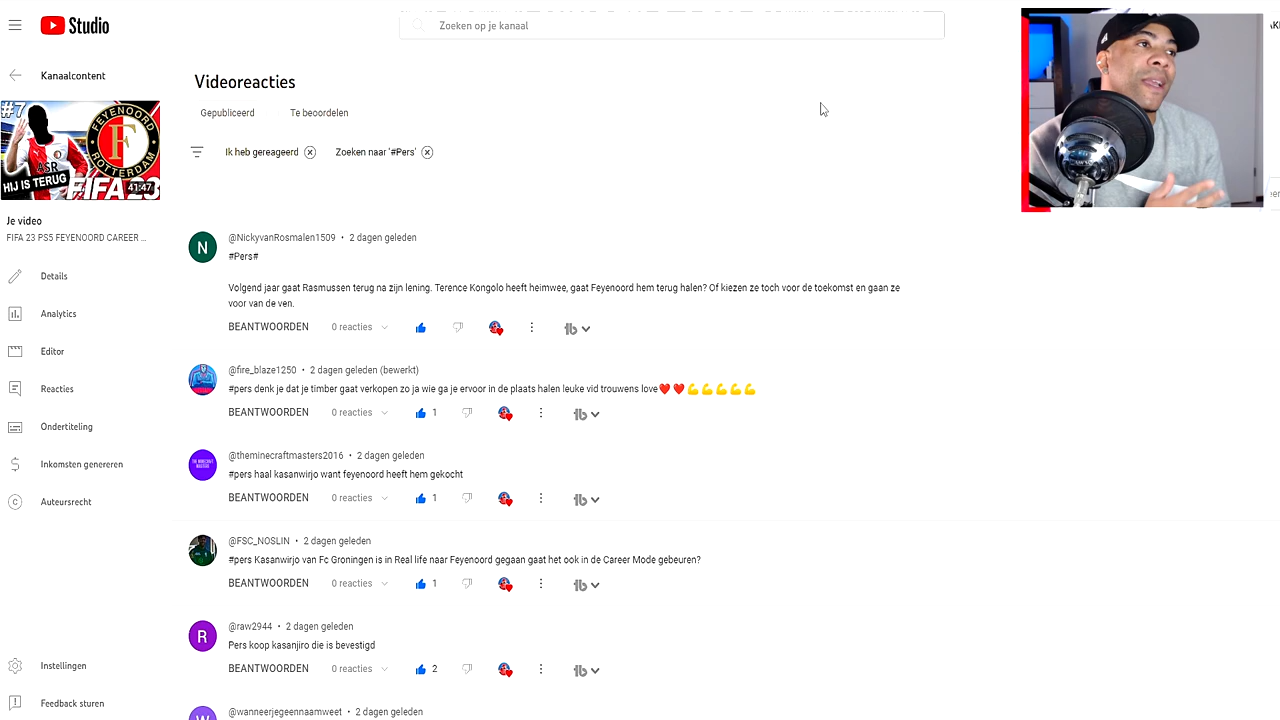 Studio
Zoeken op je kanaal
Kanaalcontent
#7
FEYENOORD
ROTTERDAM
F
ASR
HIJ IS TERUG
FIFA 23
41:47
Je video
FIFA 23 PS5 FEYENOORD CAREER ...
Details
Analytics
Editor
Reacties
Ondertiteling
Inkomsten genereren
Auteursrecht
Instellingen
Feedback sturen
Videoreacties
Gepubliceerd
Te beoordelen
Ik heb gereageerd
Zoeken naar '#Pers'
N
@NickyvanRosmalen1509 • 2 dagen geleden
#Pers#
Volgend jaar gaat Rasmussen terug na zijn lening. Terence Kongolo heeft heimwee, gaat Feyenoord hem terug halen? Of kiezen ze toch voor de toekomst en gaan ze
voor van de ven.
BEANTWOORDEN 0 reacties
@fire_blaze1250 • 2 dagen geleden (bewerkt)
#pers denk je dat je timber gaat verkopen zo ja wie ga je ervoor in de plaats halen leuke vid trouwens love❤️ ❤️💪💪💪💪💪
BEANTWOORDEN 0 reacties 1
@theminecraftmasters2016 • 2 dagen geleden
#pers haal kasanwirjo want feyenoord heeft hem gekocht
BEANTWOORDEN 0 reacties 1
@FSC_NOSLIN • 2 dagen geleden
#pers Kasanwirjo van Fc Groningen is in Real life naar Feyenoord gegaan gaat het ook in de Career Mode gebeuren?
BEANTWOORDEN 0 reacties 1
R
@raw2944 • 2 dagen geleden
Pers koop kasanjiro die is bevestigd
BEANTWOORDEN 0 reacties 2
W
@wanneerjegeennaamweet • 2 dagen geleden